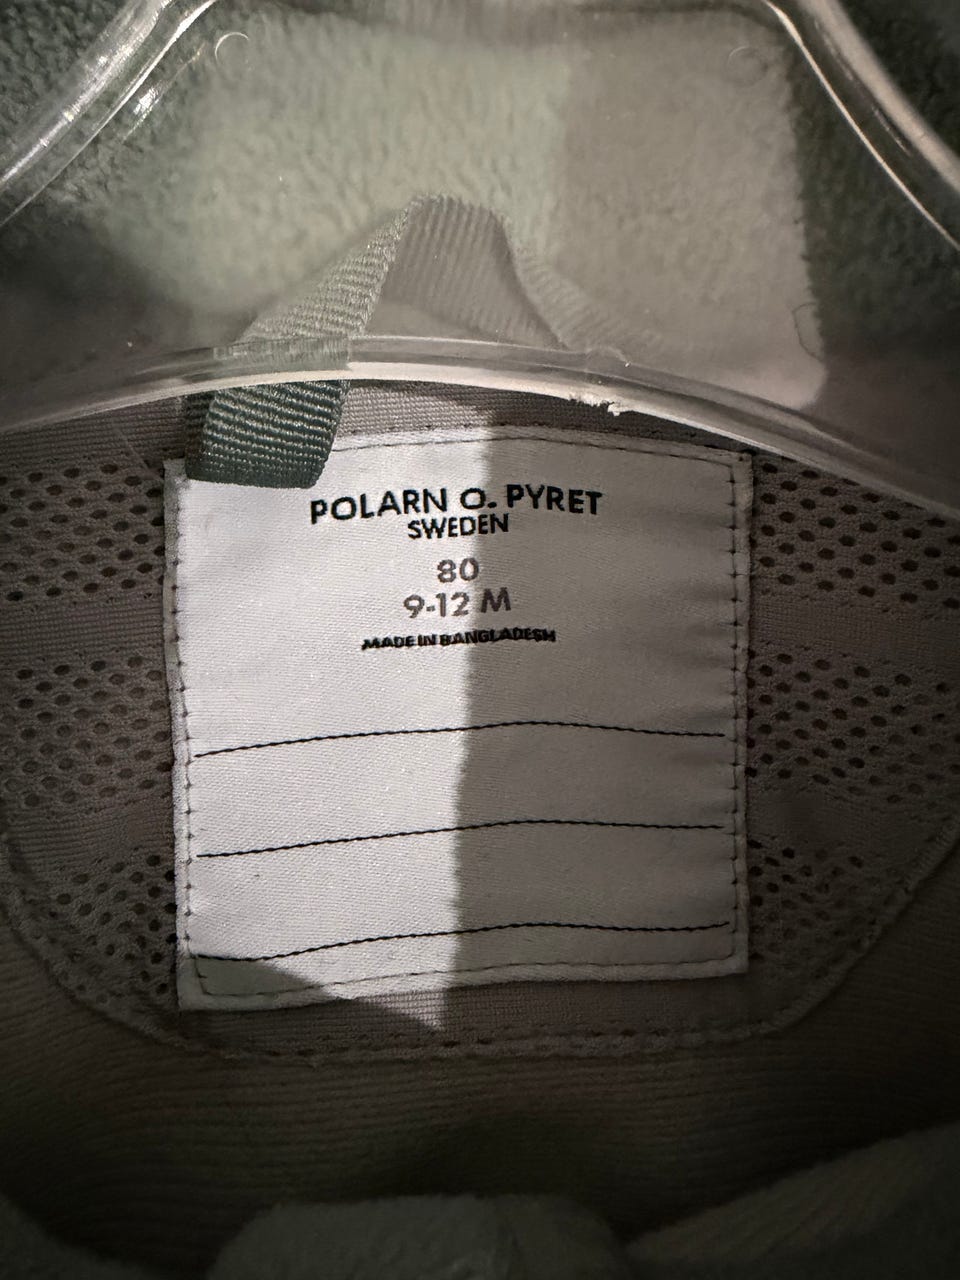 POLARN O. PYRET
SWEDEN
80
9-12 M
MADE IN BANGLADESH